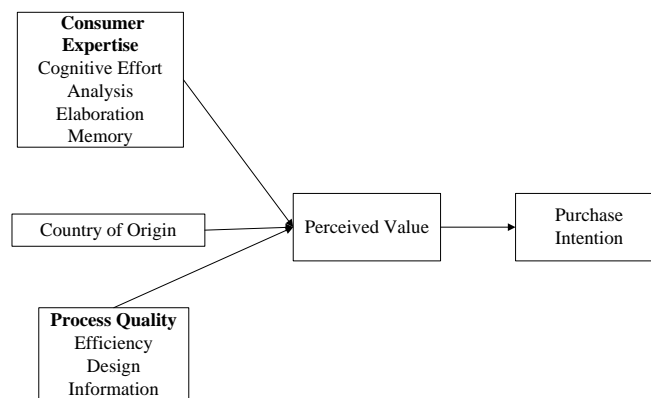 Consumer
Expertise
Cognitive Effort
Analysis
Elaboration
Memory
Country of Origin
Perceived Value
Purchase
Intention
Process Quality
Efficiency
Design
Information